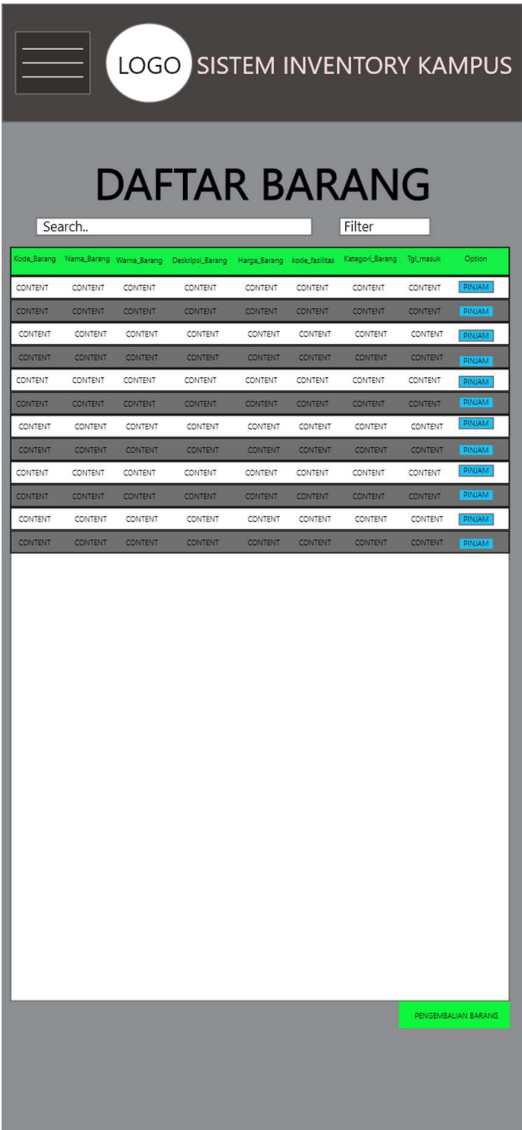 LOGO SISTEM INVENTORY KAMPUS
DAFTAR BARANG
Search.. Filter
Kode_Barang Nama_Barang Warna_Barang Deskripsi_Barang Harga_Barang kode_fasilitas Kategori_Barang Tgl_masuk Option
CONTENT CONTENT CONTENT CONTENT CONTENT CONTENT CONTENT CONTENT PINJAM
CONTENT CONTENT CONTENT CONTENT CONTENT CONTENT CONTENT CONTENT PINJAM
CONTENT CONTENT CONTENT CONTENT CONTENT CONTENT CONTENT CONTENT PINJAM
CONTENT CONTENT CONTENT CONTENT CONTENT CONTENT CONTENT CONTENT PINJAM
CONTENT CONTENT CONTENT CONTENT CONTENT CONTENT CONTENT CONTENT PINJAM
CONTENT CONTENT CONTENT CONTENT CONTENT CONTENT CONTENT CONTENT PINJAM
CONTENT CONTENT CONTENT CONTENT CONTENT CONTENT CONTENT CONTENT PINJAM
CONTENT CONTENT CONTENT CONTENT CONTENT CONTENT CONTENT CONTENT PINJAM
CONTENT CONTENT CONTENT CONTENT CONTENT CONTENT CONTENT CONTENT PINJAM
CONTENT CONTENT CONTENT CONTENT CONTENT CONTENT CONTENT CONTENT PINJAM
CONTENT CONTENT CONTENT CONTENT CONTENT CONTENT CONTENT CONTENT PINJAM
CONTENT CONTENT CONTENT CONTENT CONTENT CONTENT CONTENT CONTENT PINJAM
PENGEMBALIAN BARANG